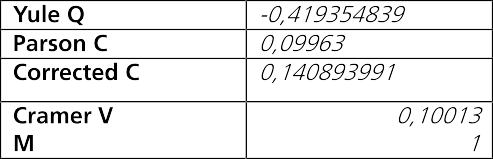 Yule Q -0,419354839
Parson C 0,09963
Corrected C 0,140893991
Cramer V 0,10013
M 1